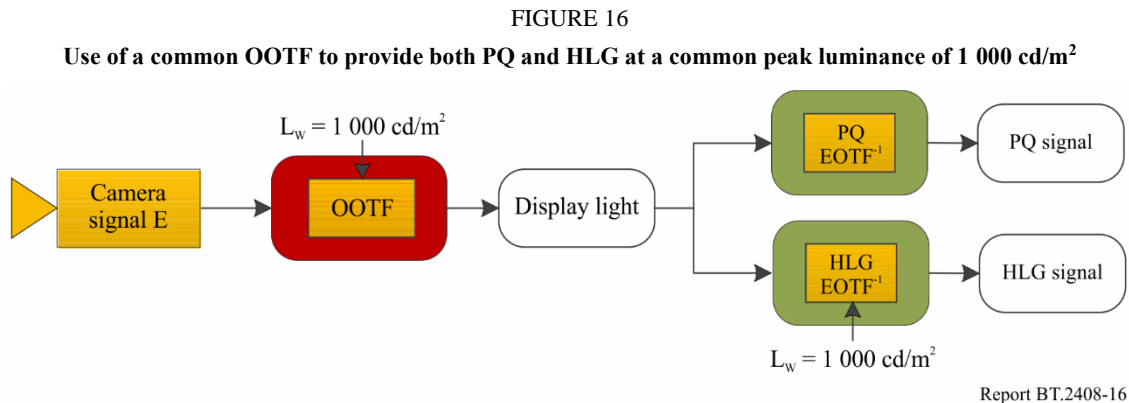 FIGURE 16
Use of a common OOTF to provide both PQ and HLG at a common peak luminance of 1 000 cd/m²
L_W = 1 000 cd/m²
Camera
signal E
OOTF
Display light
PQ
EOTF⁻¹
PQ signal
HLG
EOTF⁻¹
HLG signal
L_W = 1 000 cd/m²
Report BT.2408-16